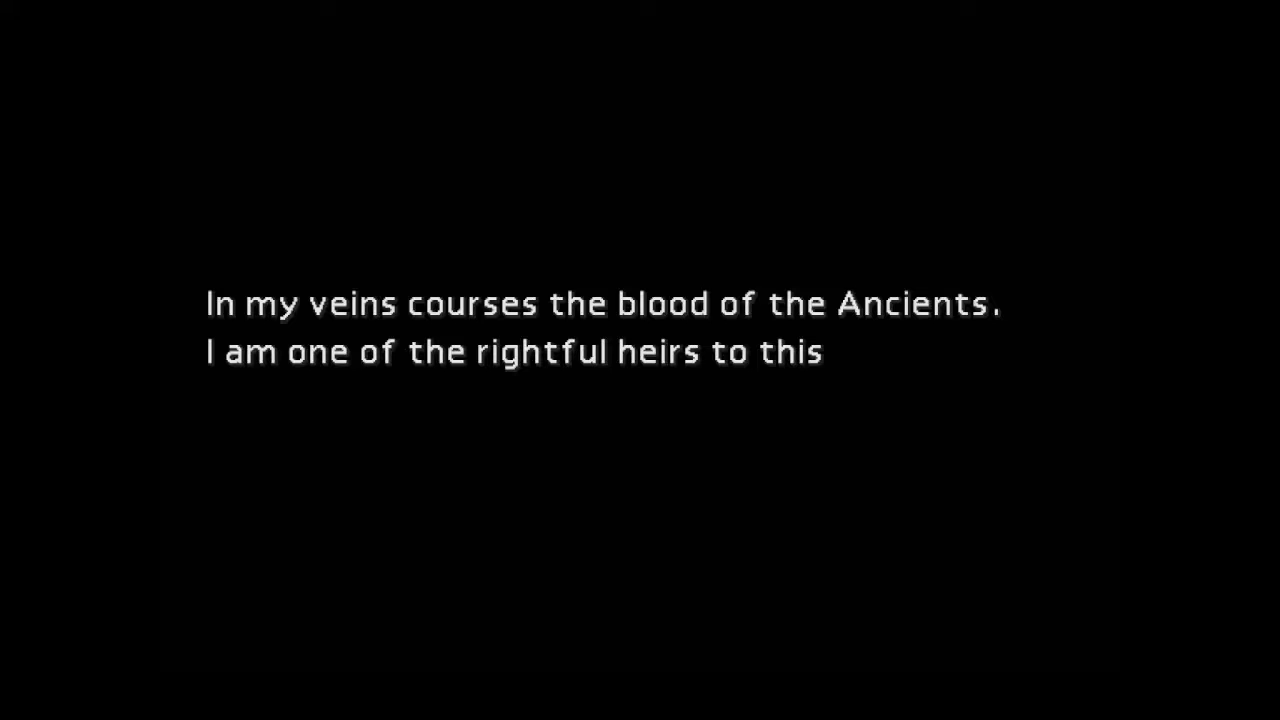 In my veins courses the blood of the Ancients.
I am one of the rightful heirs to this